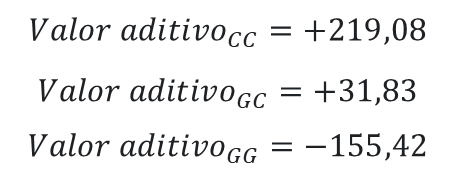 Valor aditivo_CC = +219,08
Valor aditivo_GC = +31,83
Valor aditivo_GG = −155,42